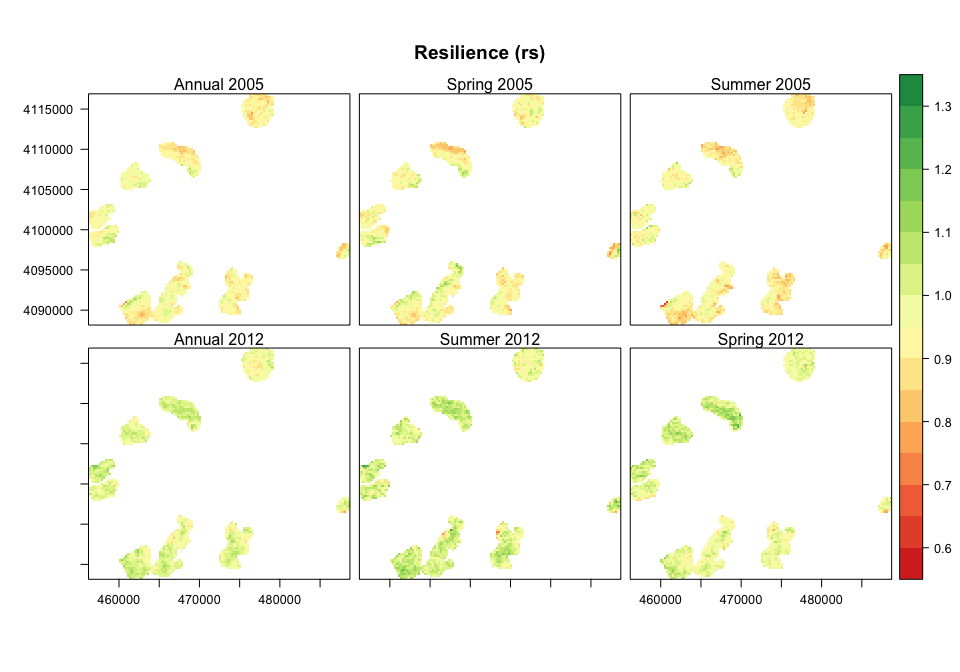 Resilience (rs)
Annual 2005
Spring 2005
Summer 2005
4115000
4110000
4105000
4100000
4095000
4090000
Annual 2012
Summer 2012
Spring 2012
460000
470000
480000
460000
470000
480000
1.3
1.2
1.1
1.0
0.9
0.8
0.7
0.6